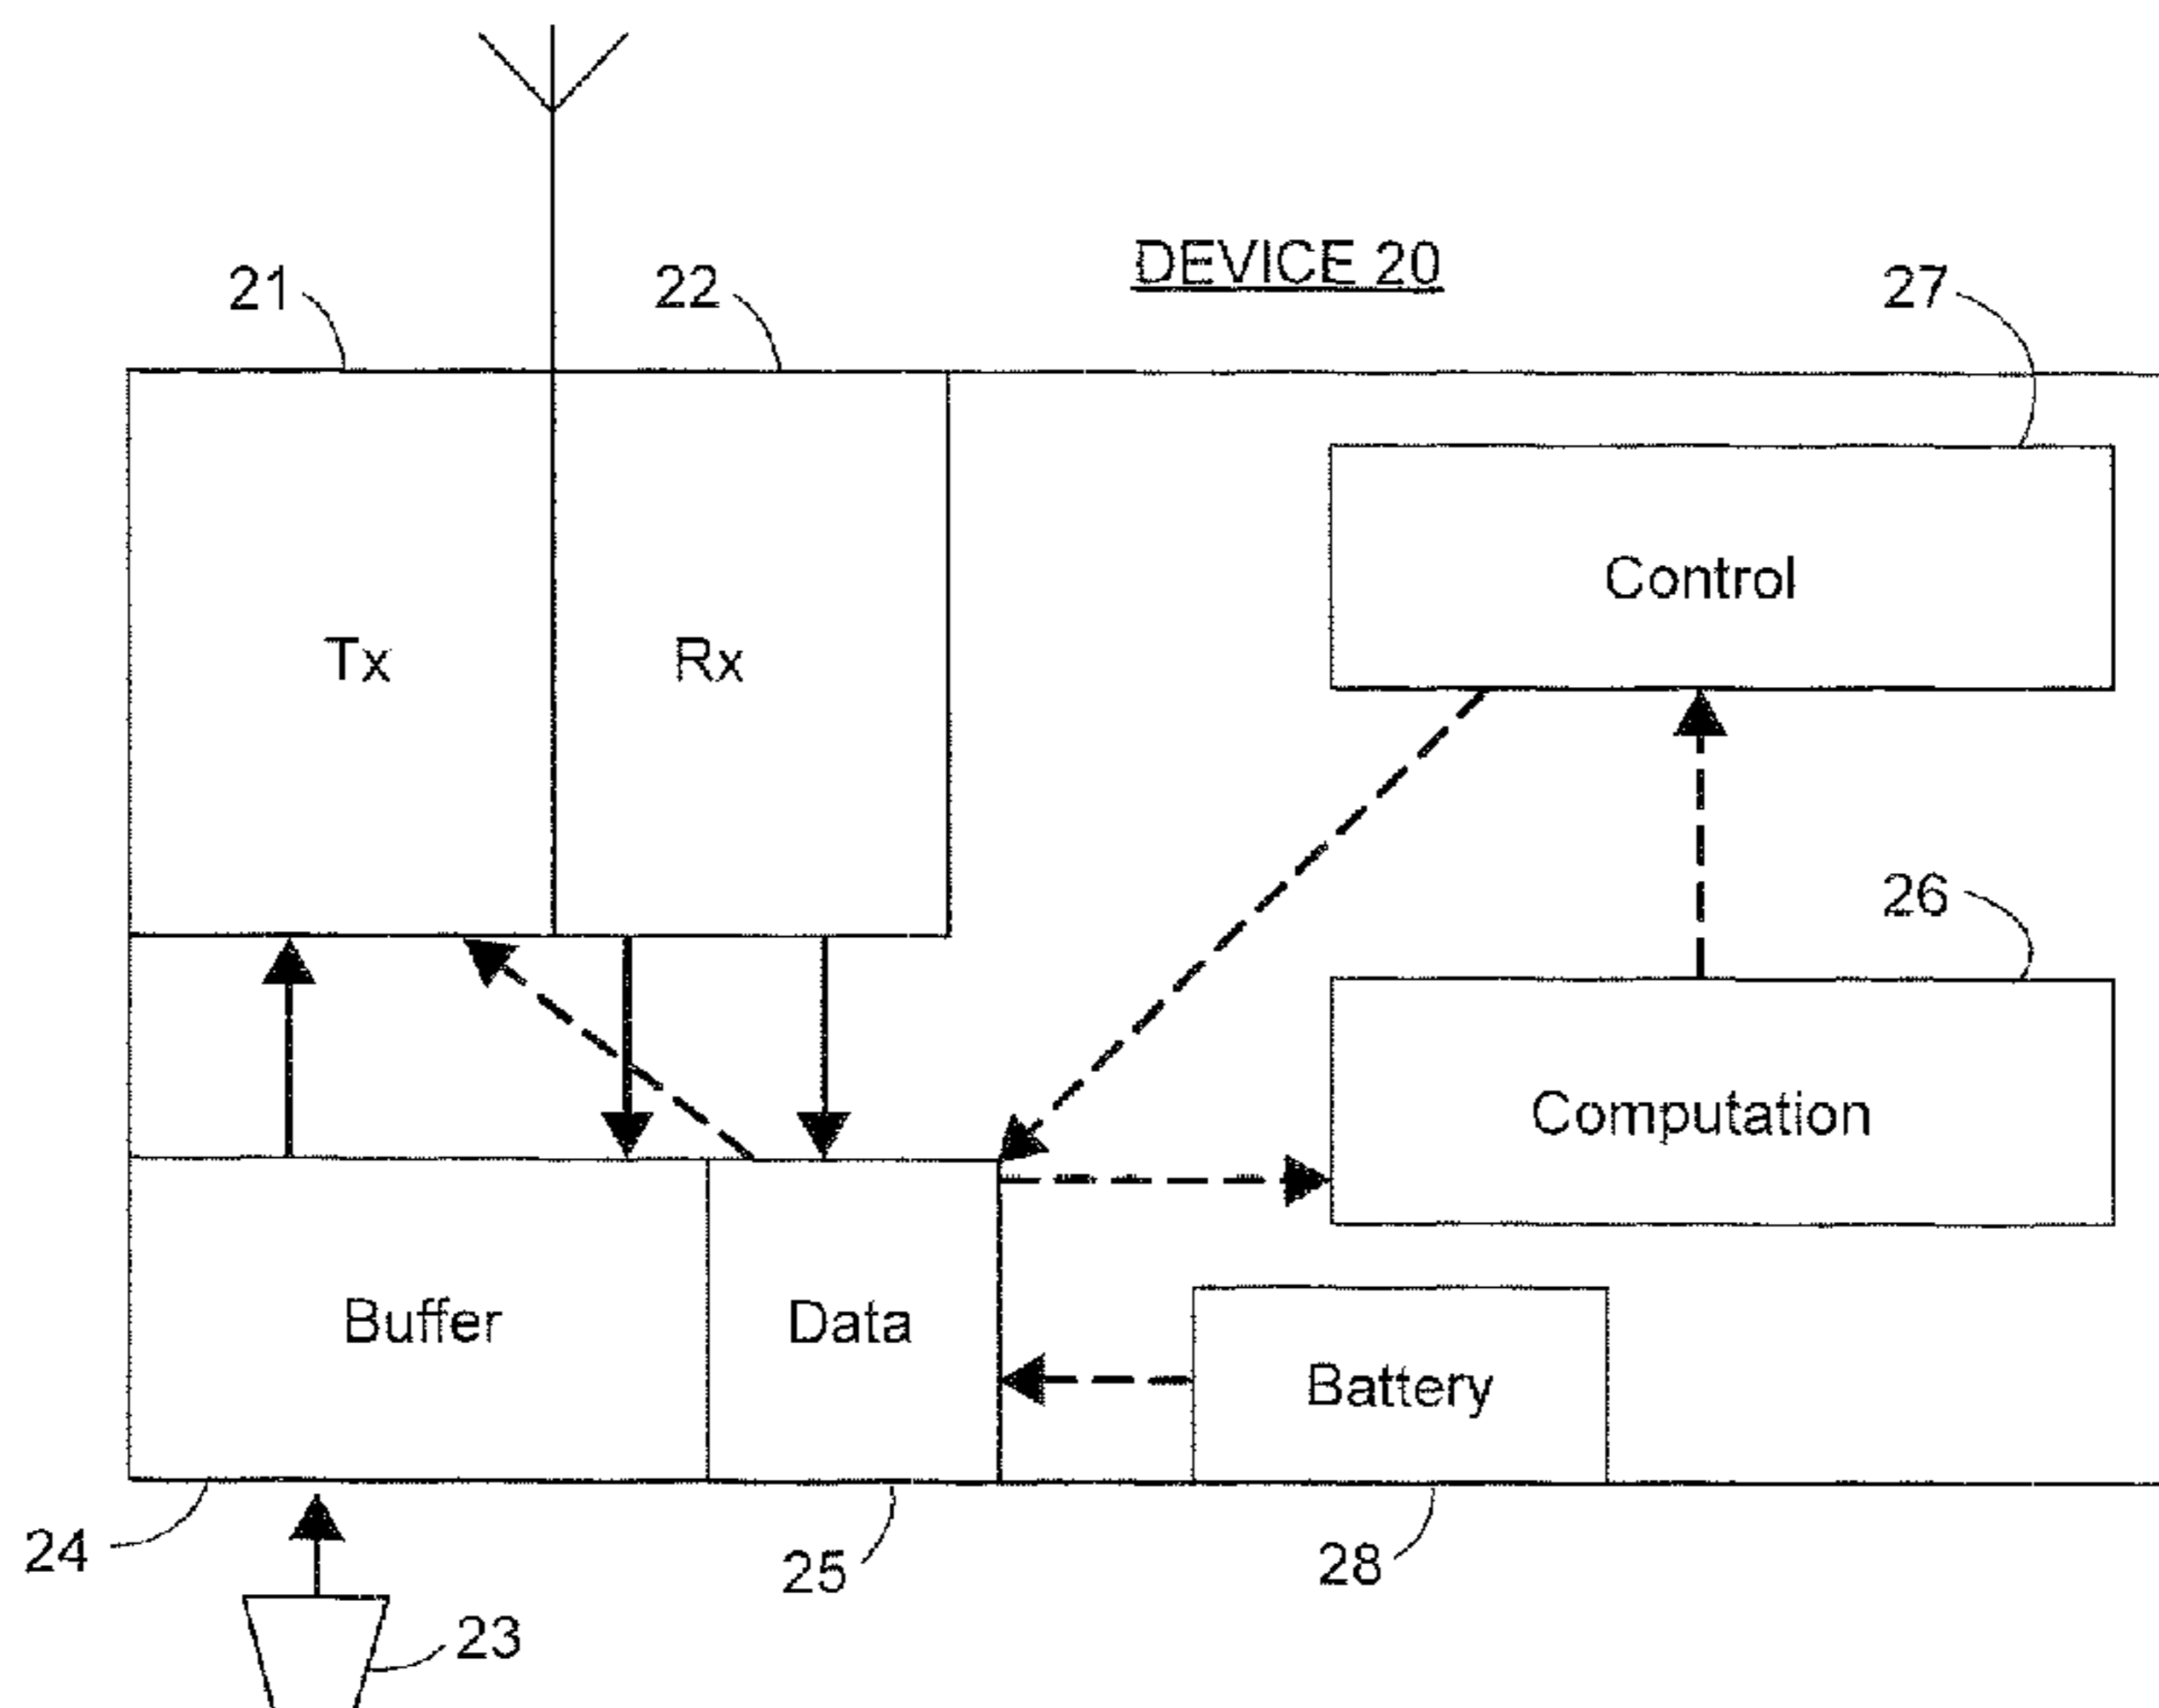 DEVICE 20
21
22
27
Control
Tx
Rx
26
Computation
Buffer
Data
Battery
24
25
28
23